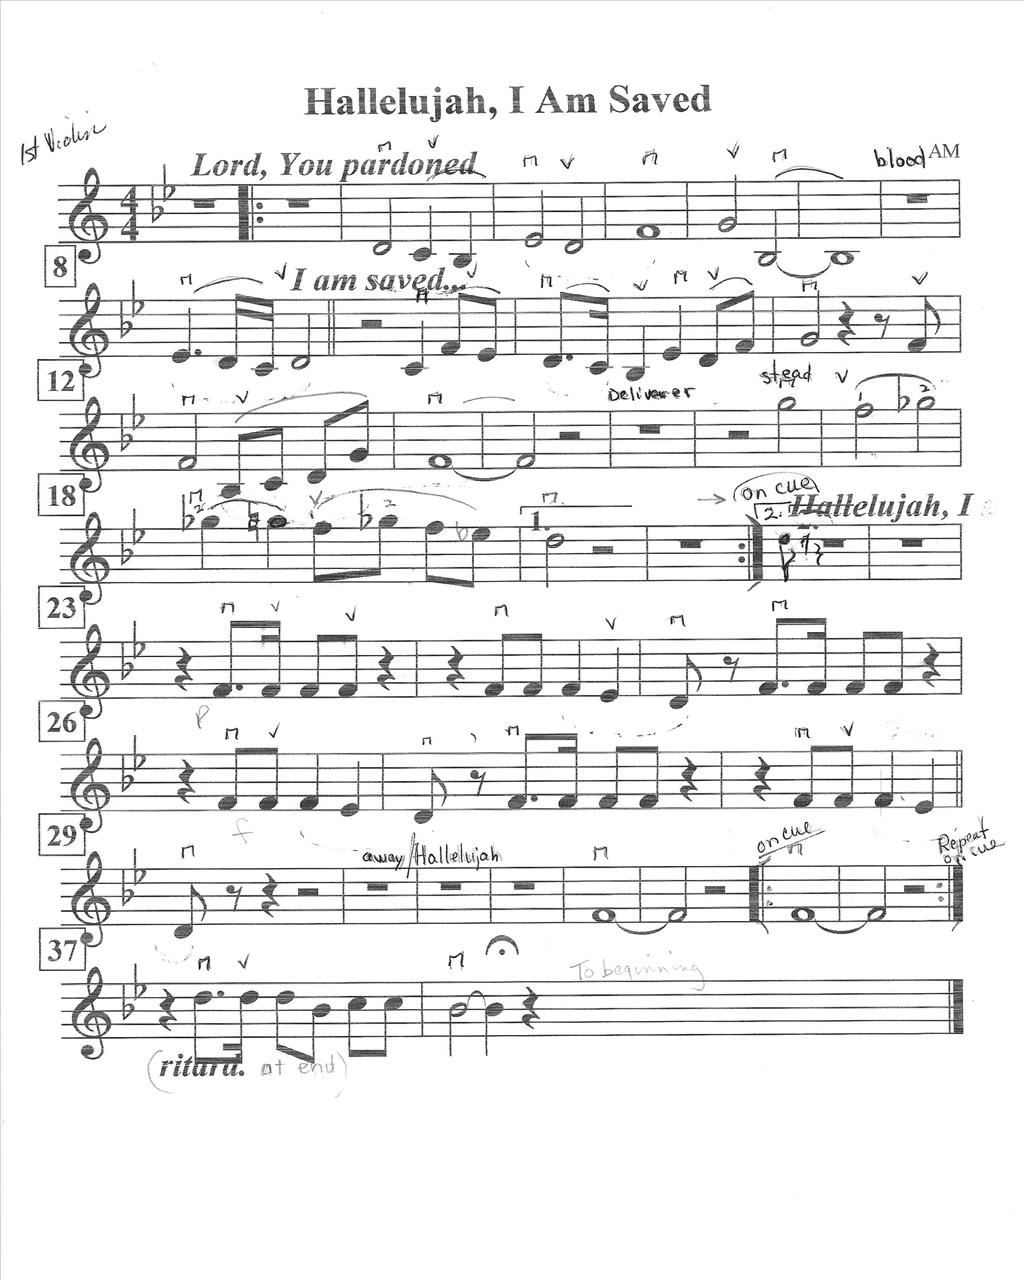 Hallelujah, I Am Saved
1st Violin
Lord, You pardoned
blood AM
8
I am saved...
12
Deliverer
stead
18
1.
on cue
2. Hallelujah, I a
23
p
26
f
29
away/Hallelujah
on cue
Repeat
on cue
37
To beginning
(ritard. at end)